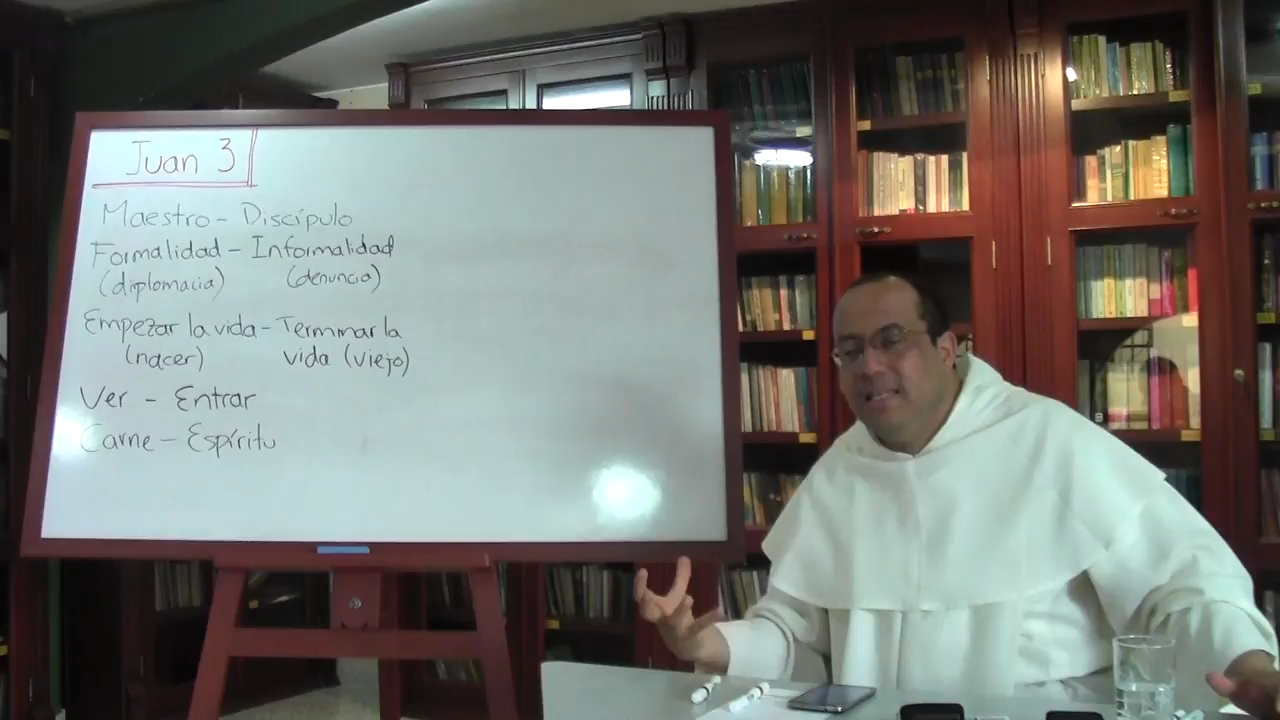 Juan 3
Maestro - Discípulo
Formalidad - Informalidad
(diplomacia) (denuncia)
Empezar la vida - Terminar la
(nacer) vida (viejo)
Ver - Entrar
Carne - Espíritu